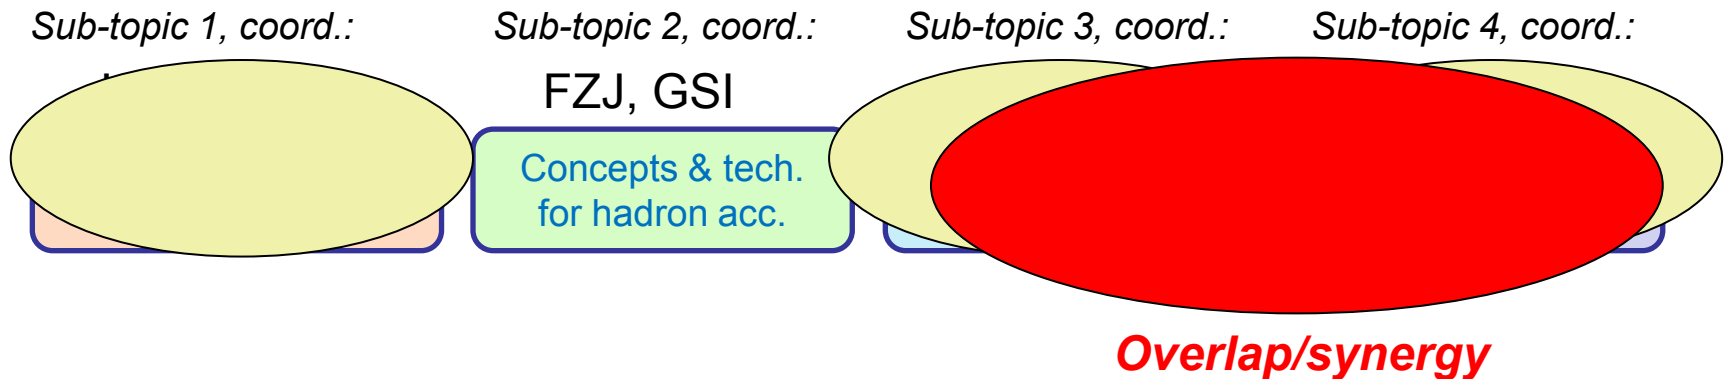 Sub-topic 1, coord.:
Sub-topic 2, coord.:
Sub-topic 3, coord.:
Sub-topic 4, coord.:
FZJ, GSI
Concepts & tech.
for hadron acc.
Overlap/synergy